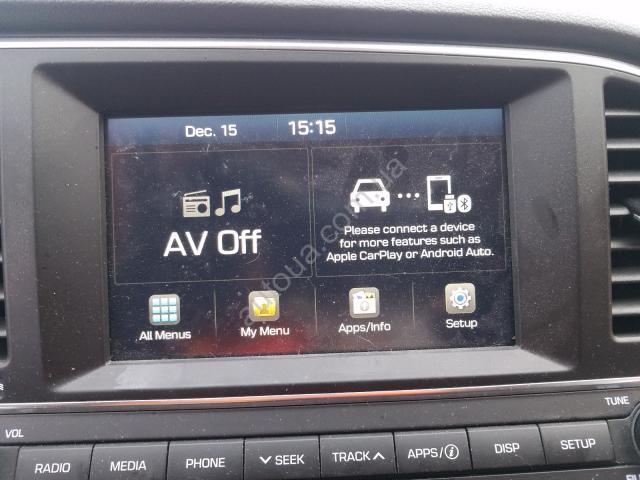 Dec. 15 15:15
AV Off
Please connect a device
for more features such as
Apple CarPlay or Android Auto.
All Menus My Menu Apps/Info Setup
VOL TUNE
RADIO MEDIA PHONE SEEK TRACK APPS/i DISP SETUP